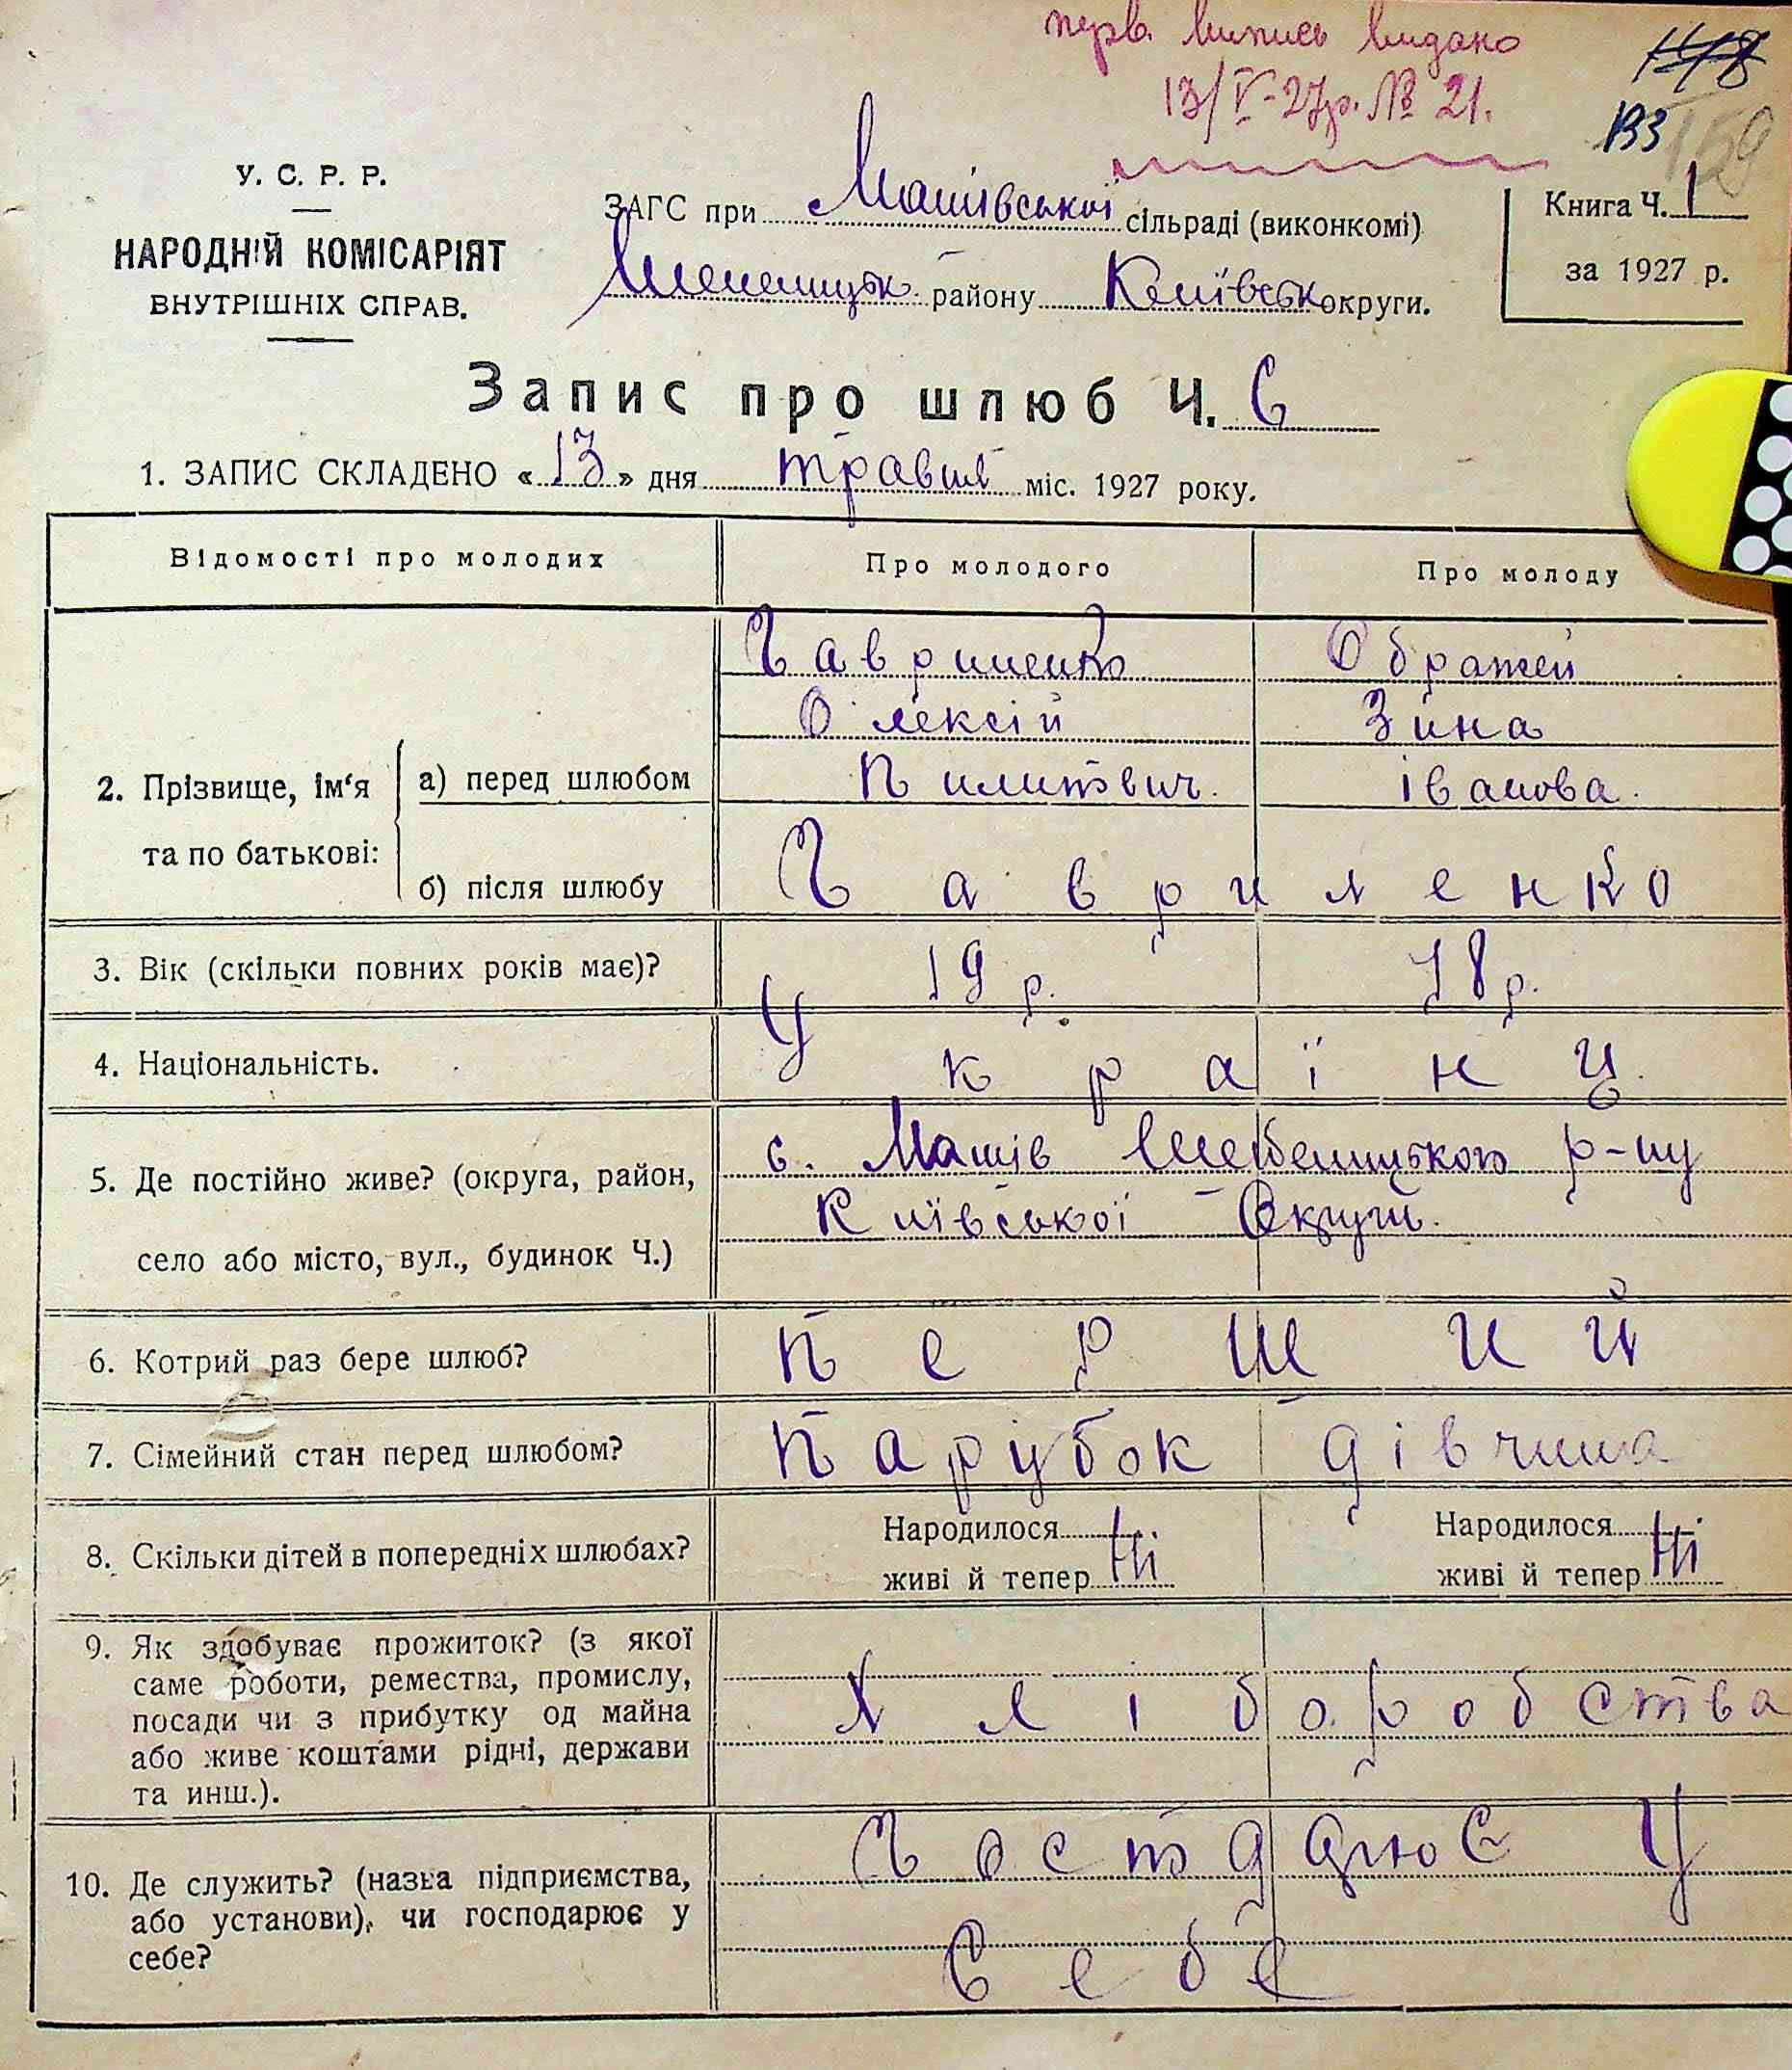 перв. випись видано
13/V-27р. № 21.
148
133
159
У. С. Р. Р.
НАРОДНІЙ КОМІСАРІЯТ
ВНУТРІШНІХ СПРАВ.
ЗАГС при Машівської сільраді (виконкомі)
району Київськ округи.
Книга Ч. 1
за 1927 р.
Запис про шлюб Ч. 6
1. ЗАПИС СКЛАДЕНО «13» дня травня міс. 1927 року.
Відомості про молодих
Про молодого
Про молоду
2. Прізвище, ім'я та по батькові:
а) перед шлюбом
Гавриленко
Олексій
Пилипович.
Ображей
Зина
Іванова.
б) після шлюбу
Гавриленко
3. Вік (скільки повних років має)?
19 р.
18 р.
4. Національність.
Українц
5. Де постійно живе? (округа, район, село або місто, вул., будинок Ч.)
с. Машів р-ну
Київської Округи.
6. Котрий раз бере шлюб?
Перший
7. Сімейний стан перед шлюбом?
Парубок
дівчина
8. Скільки дітей в попередніх шлюбах?
Народилося
живі й тепер Ні
Народилося
живі й тепер Ні
9. Як здобуває прожиток? (з якої
саме роботи, ремества, промислу,
посади чи з прибутку од майна
або живе коштами рідні, держави
та инш.).
Хліборобства
10. Де служить? (назва підприємства,
або установи), чи господарює у
себе?
У
Себе